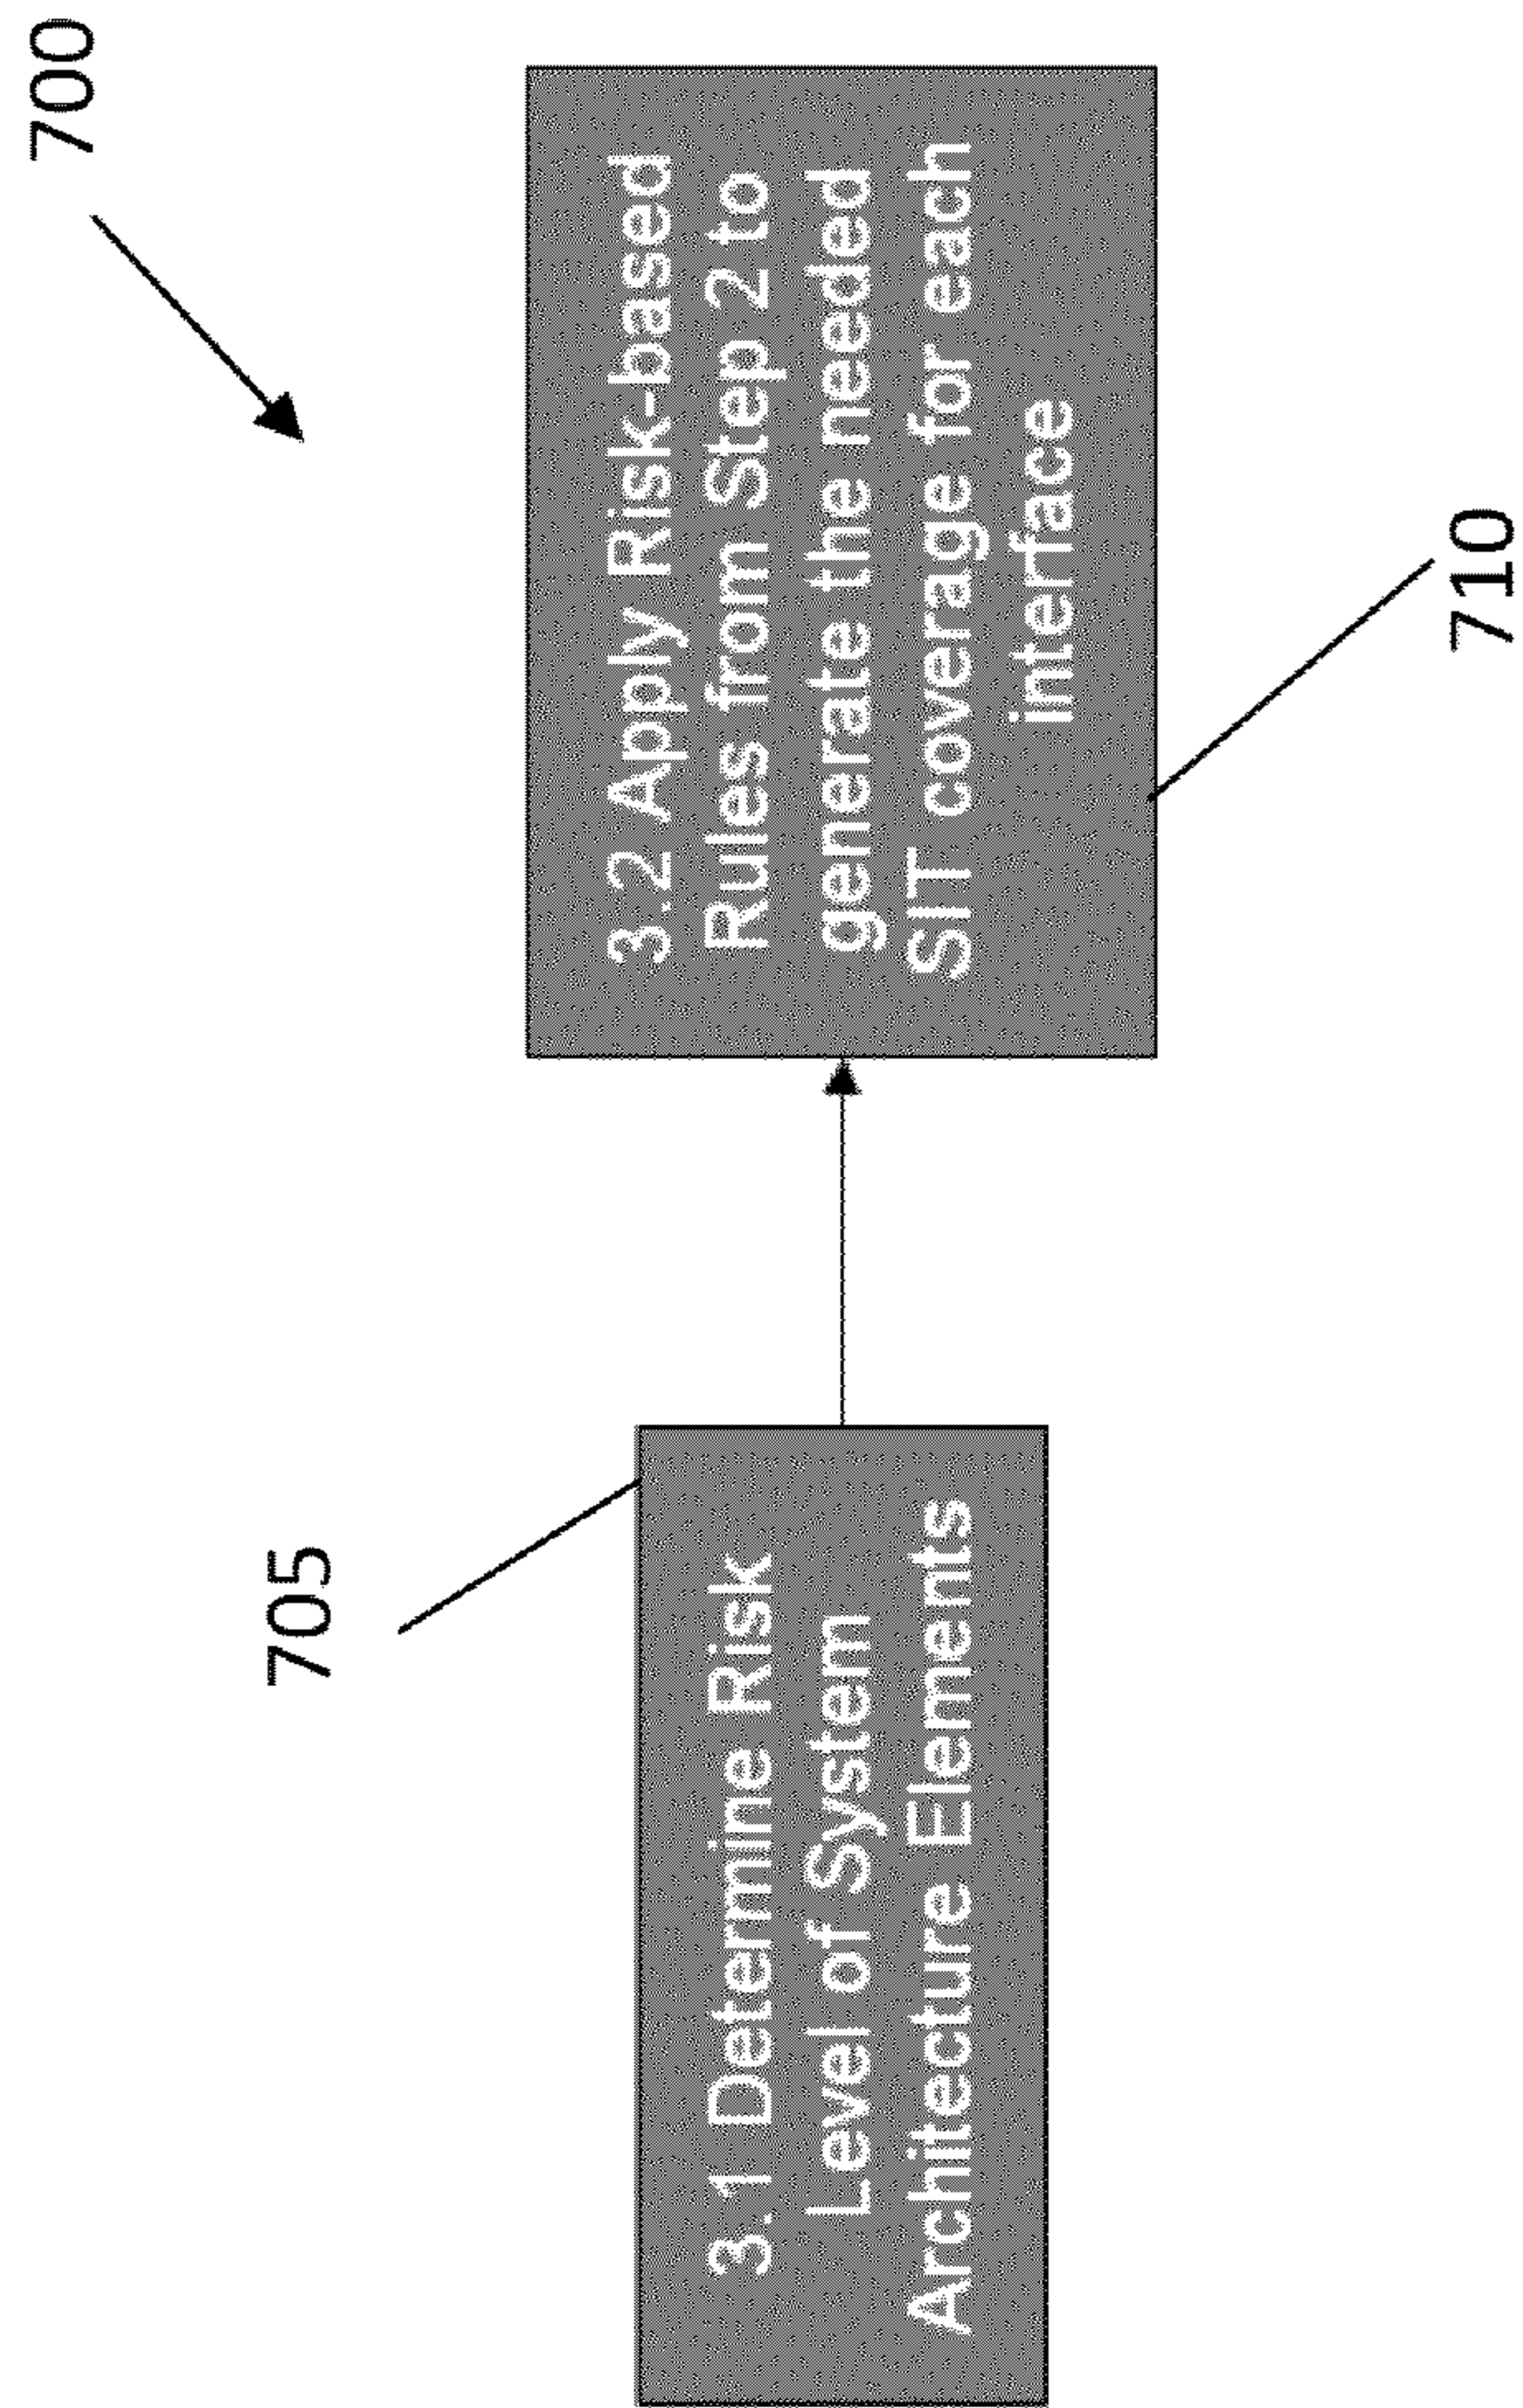 700
705
3.1 Determine Risk
Level of System
Architecture Elements
3.2 Apply Risk-based
Rules from Step 2 to
generate the needed
SIT coverage for each
interface
710